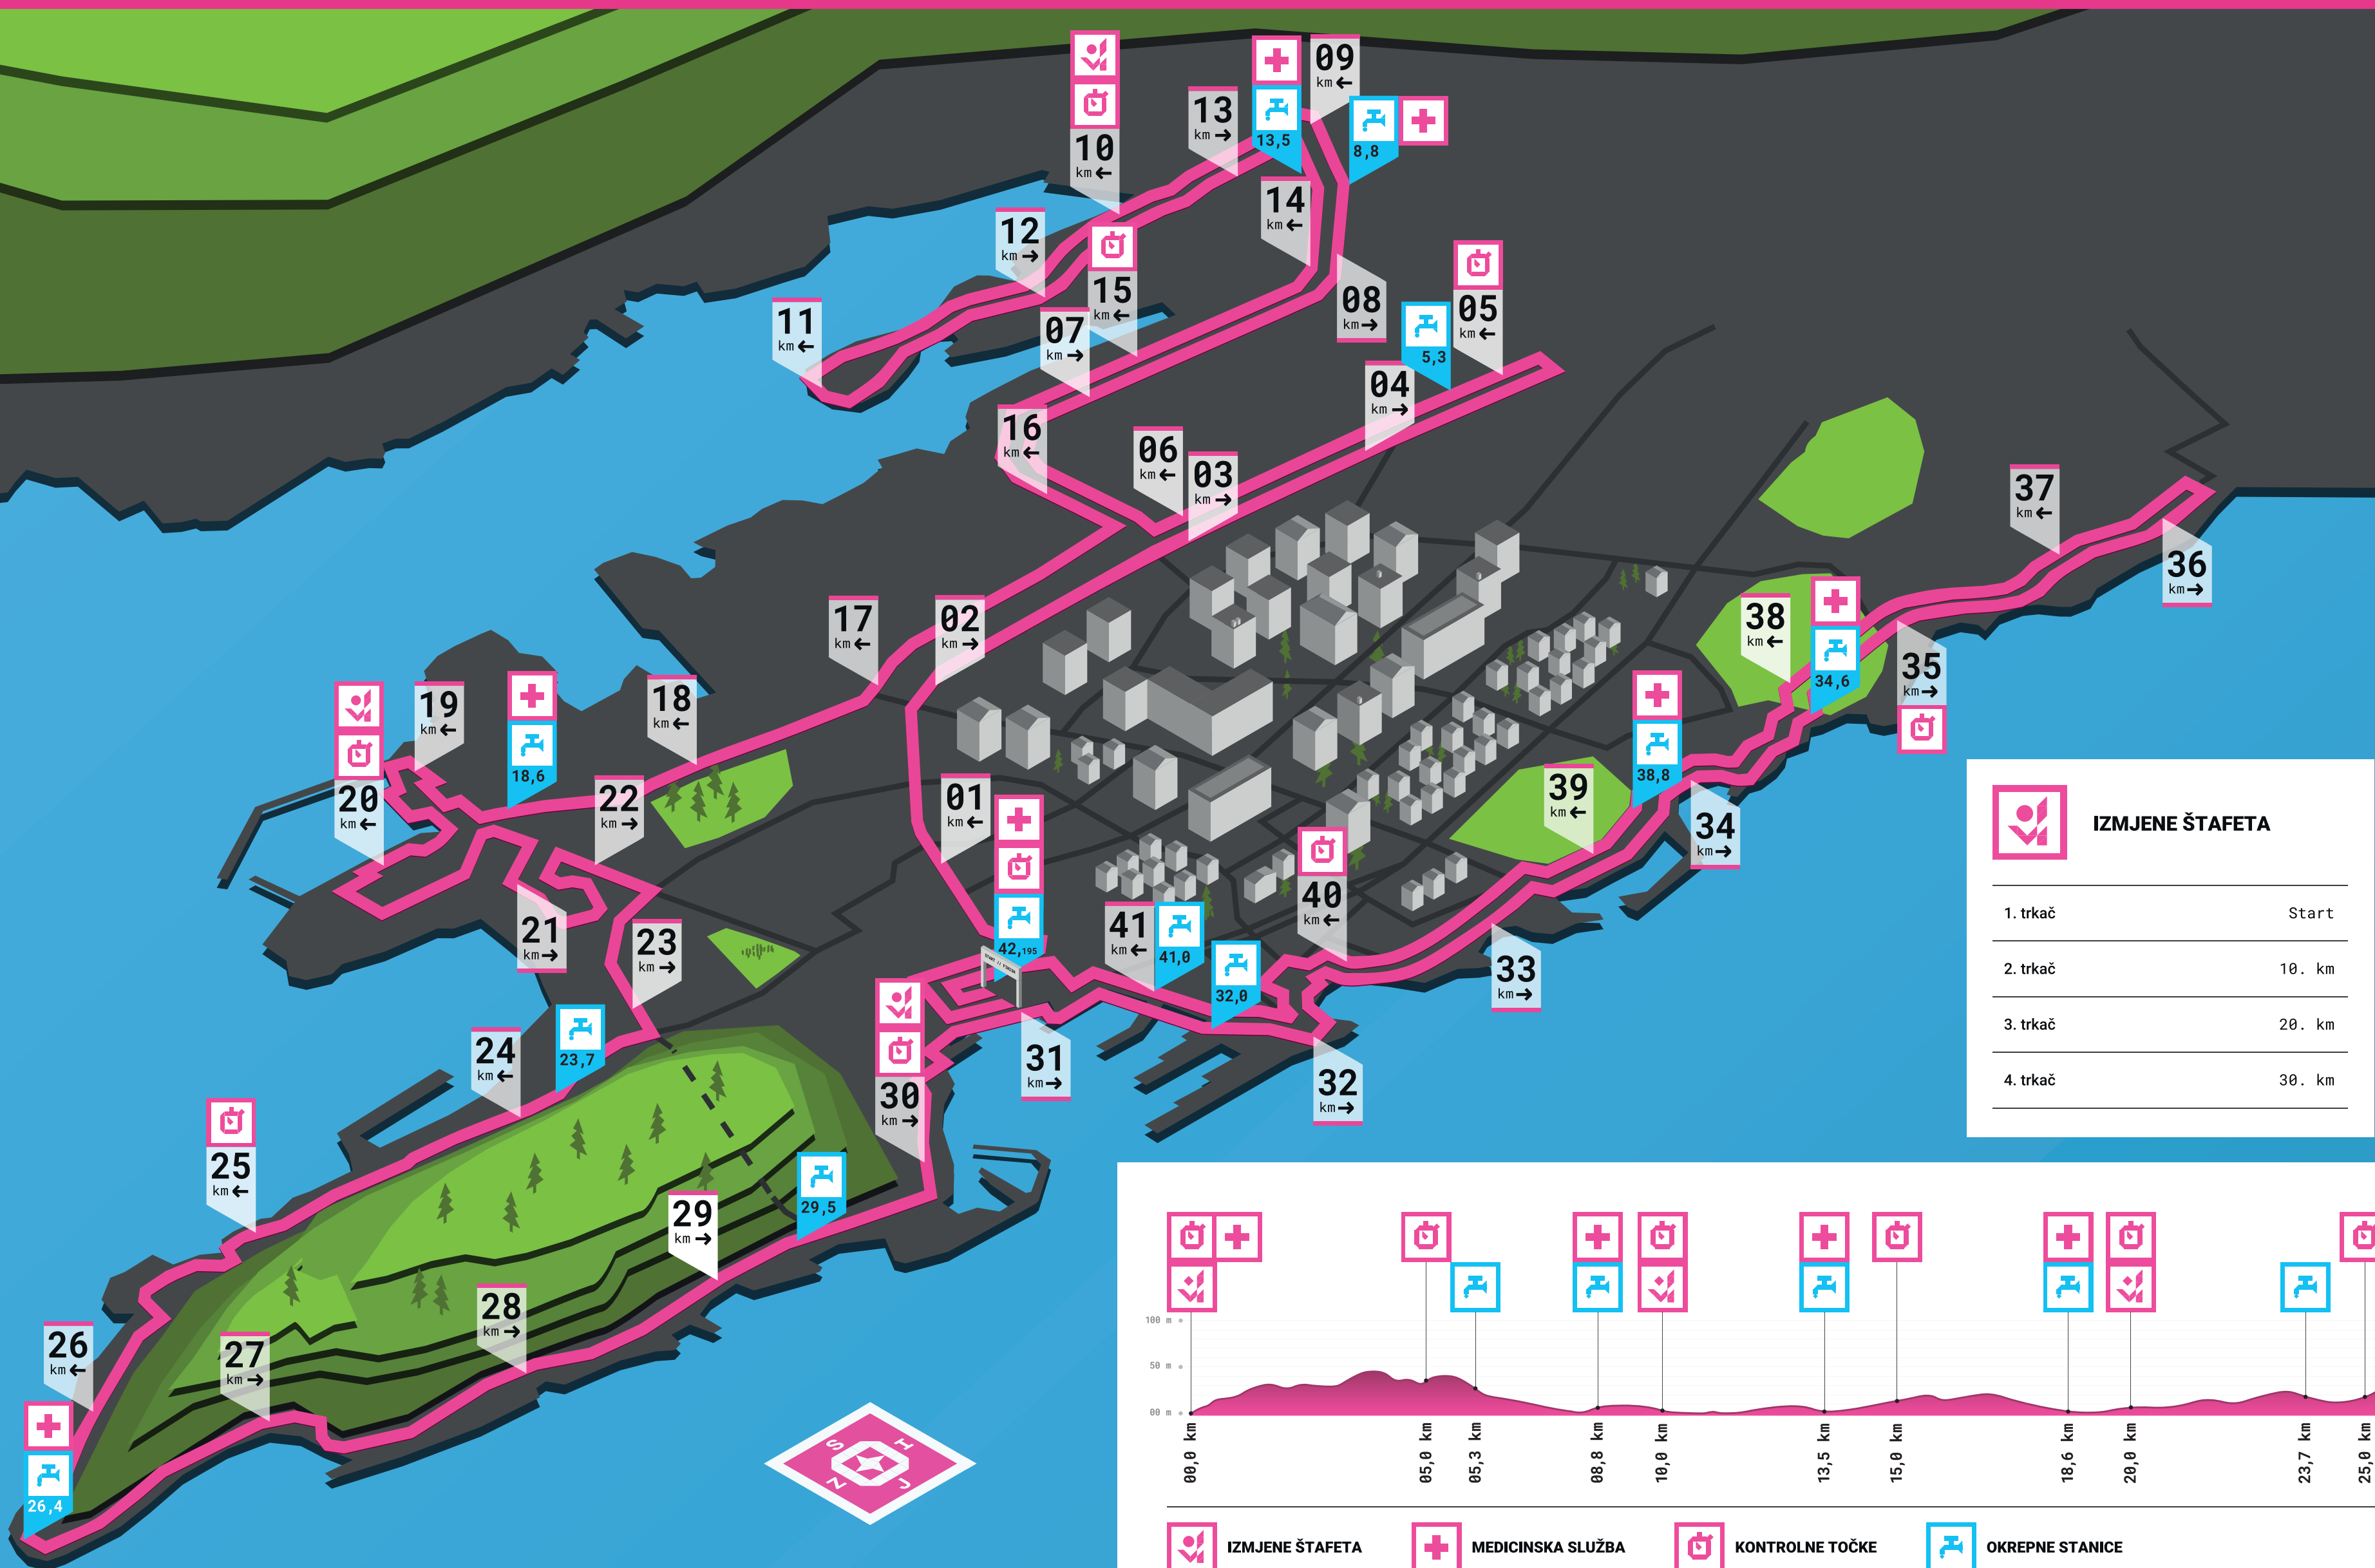 09
km ←
13
km →
13,5
8,8
10
km ←
14
km ←
12
km →
15
km ←
05
km ←
08
km →
11
km ←
07
km →
5,3
04
km →
16
km ←
06
km ←
03
km →
37
km ←
36
km →
17
km ←
02
km →
38
km ←
34,6
35
km →
19
km ←
18
km ←
18,6
38,8
20
km ←
22
km →
01
km ←
39
km ←
34
km →
40
km ←
21
km →
23
km →
42,195
START // FINISH
41
km ←
41,0
32,0
33
km →
24
km ←
23,7
31
km →
30
km →
32
km →
25
km ←
29
km →
29,5
28
km →
26
km ←
27
km →
26,4
S
I
Z
J
IZMJENE ŠTAFETA
1. trkač Start
2. trkač 10. km
3. trkač 20. km
4. trkač 30. km
100 m
50 m
00 m
00,0 km
05,0 km
05,3 km
08,8 km
10,0 km
13,5 km
15,0 km
18,6 km
20,0 km
23,7 km
25,0 km
IZMJENE ŠTAFETA
MEDICINSKA SLUŽBA
KONTROLNE TOČKE
OKREPNE STANICE